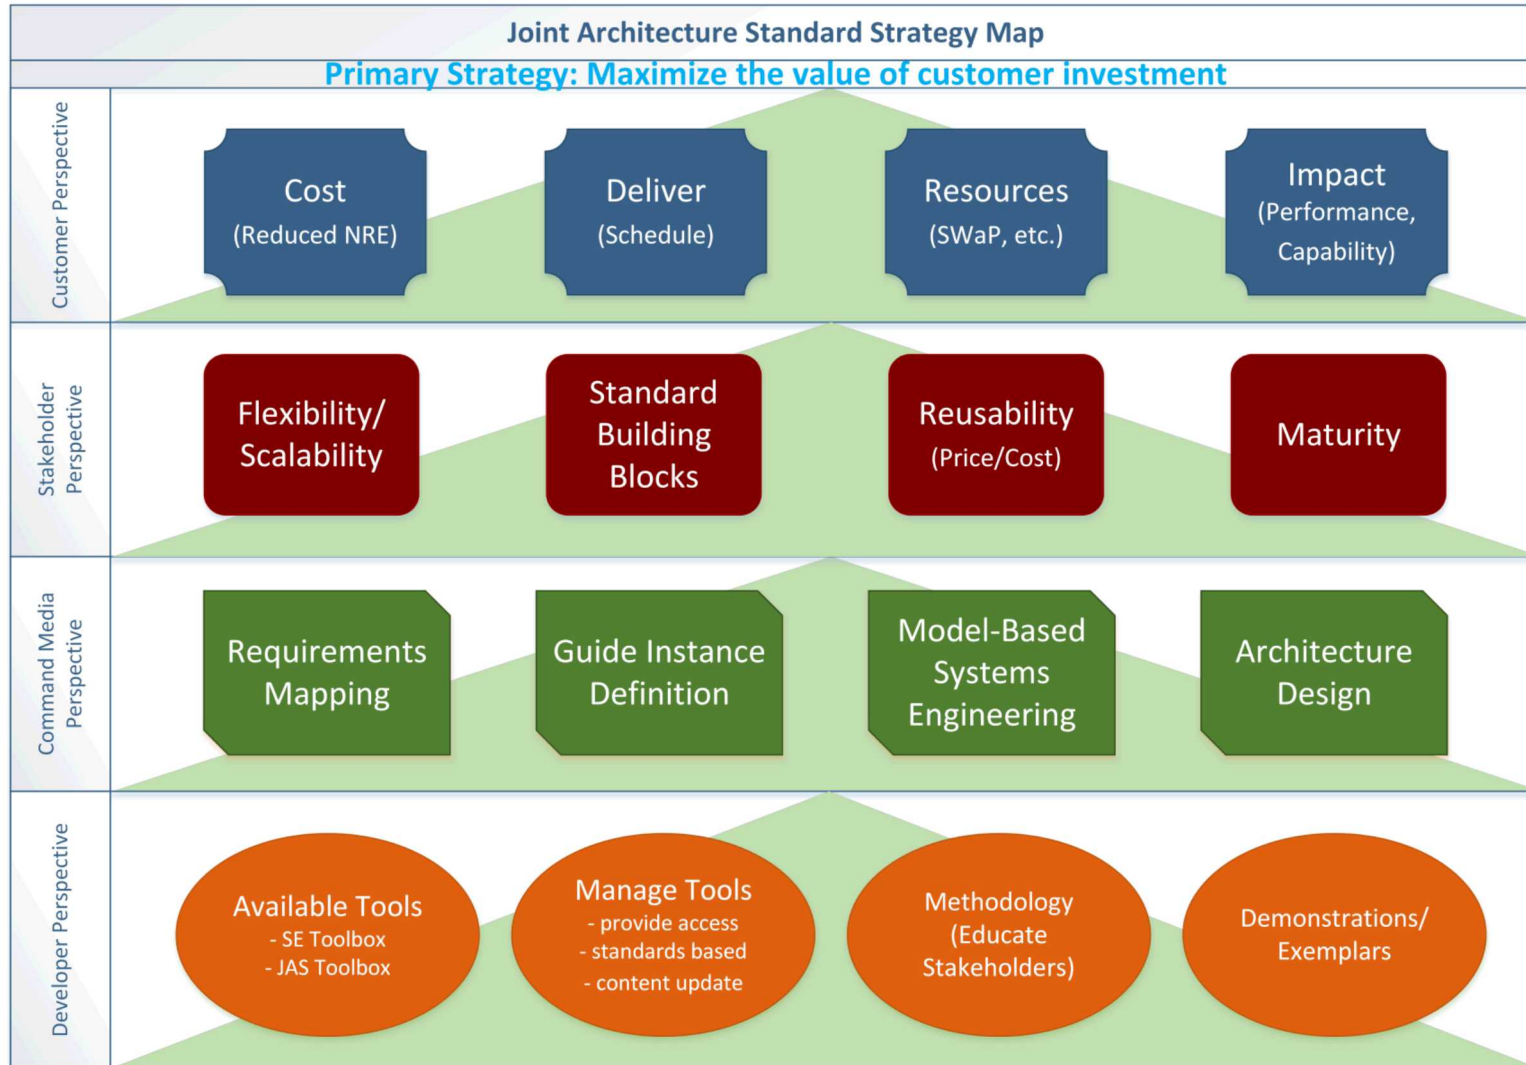 Joint Architecture Standard Strategy Map
Primary Strategy: Maximize the value of customer investment
Customer Perspective
Cost
(Reduced NRE)
Deliver
(Schedule)
Resources
(SWaP, etc.)
Impact
(Performance,
Capability)
Stakeholder
Perspective
Flexibility/
Scalability
Standard
Building
Blocks
Reusability
(Price/Cost)
Maturity
Command Media
Perspective
Requirements
Mapping
Guide Instance
Definition
Model-Based
Systems
Engineering
Architecture
Design
Developer Perspective
Available Tools
- SE Toolbox
- JAS Toolbox
Manage Tools
- provide access
- standards based
- content update
Methodology
(Educate
Stakeholders)
Demonstrations/
Exemplars